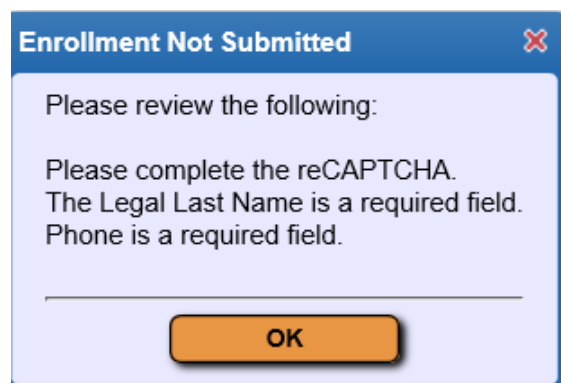 Enrollment Not Submitted
Please review the following:
Please complete the reCAPTCHA.
The Legal Last Name is a required field.
Phone is a required field.
OK